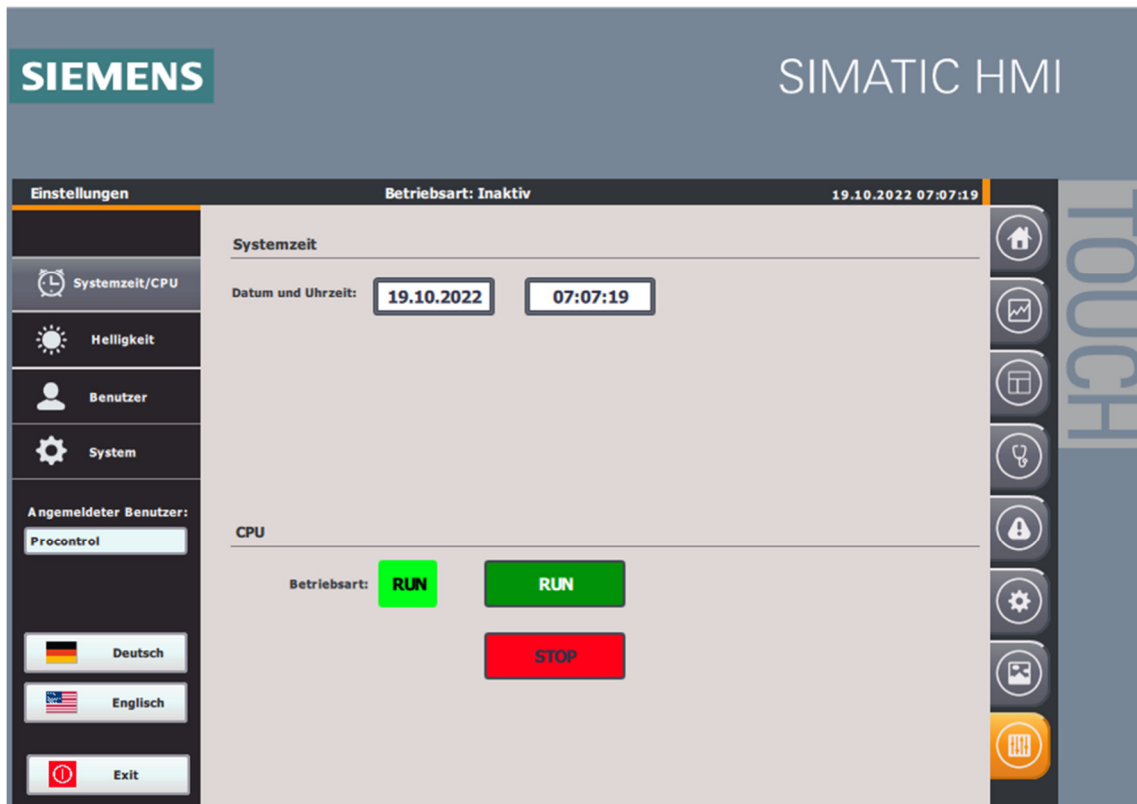 SIEMENS
SIMATIC HMI
TOUCH
Einstellungen
Betriebsart: Inaktiv
19.10.2022 07:07:19
Systemzeit/CPU
Helligkeit
Benutzer
System
Angemeldeter Benutzer:
Procontrol
Deutsch
Englisch
Exit
Systemzeit
Datum und Uhrzeit: 19.10.2022 07:07:19
CPU
Betriebsart: RUN RUN
STOP